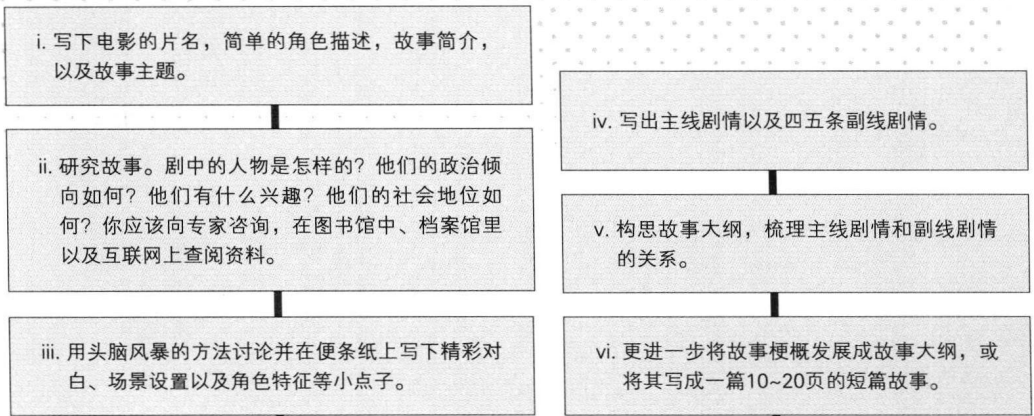 i. 写下电影的片名，简单的角色描述，故事简介，
以及故事主题。
ii. 研究故事。剧中的人物是怎样的？他们的政治倾
向如何？他们有什么兴趣？他们的社会地位如
何？你应该向专家咨询，在图书馆中、档案馆里
以及互联网上查阅资料。
iii. 用头脑风暴的方法讨论并在便条纸上写下精彩对
白、场景设置以及角色特征等小点子。
iv. 写出主线剧情以及四五条副线剧情。
v. 构思故事大纲，梳理主线剧情和副线剧情
的关系。
vi. 更进一步将故事梗概发展成故事大纲，或
将其写成一篇10~20页的短篇故事。